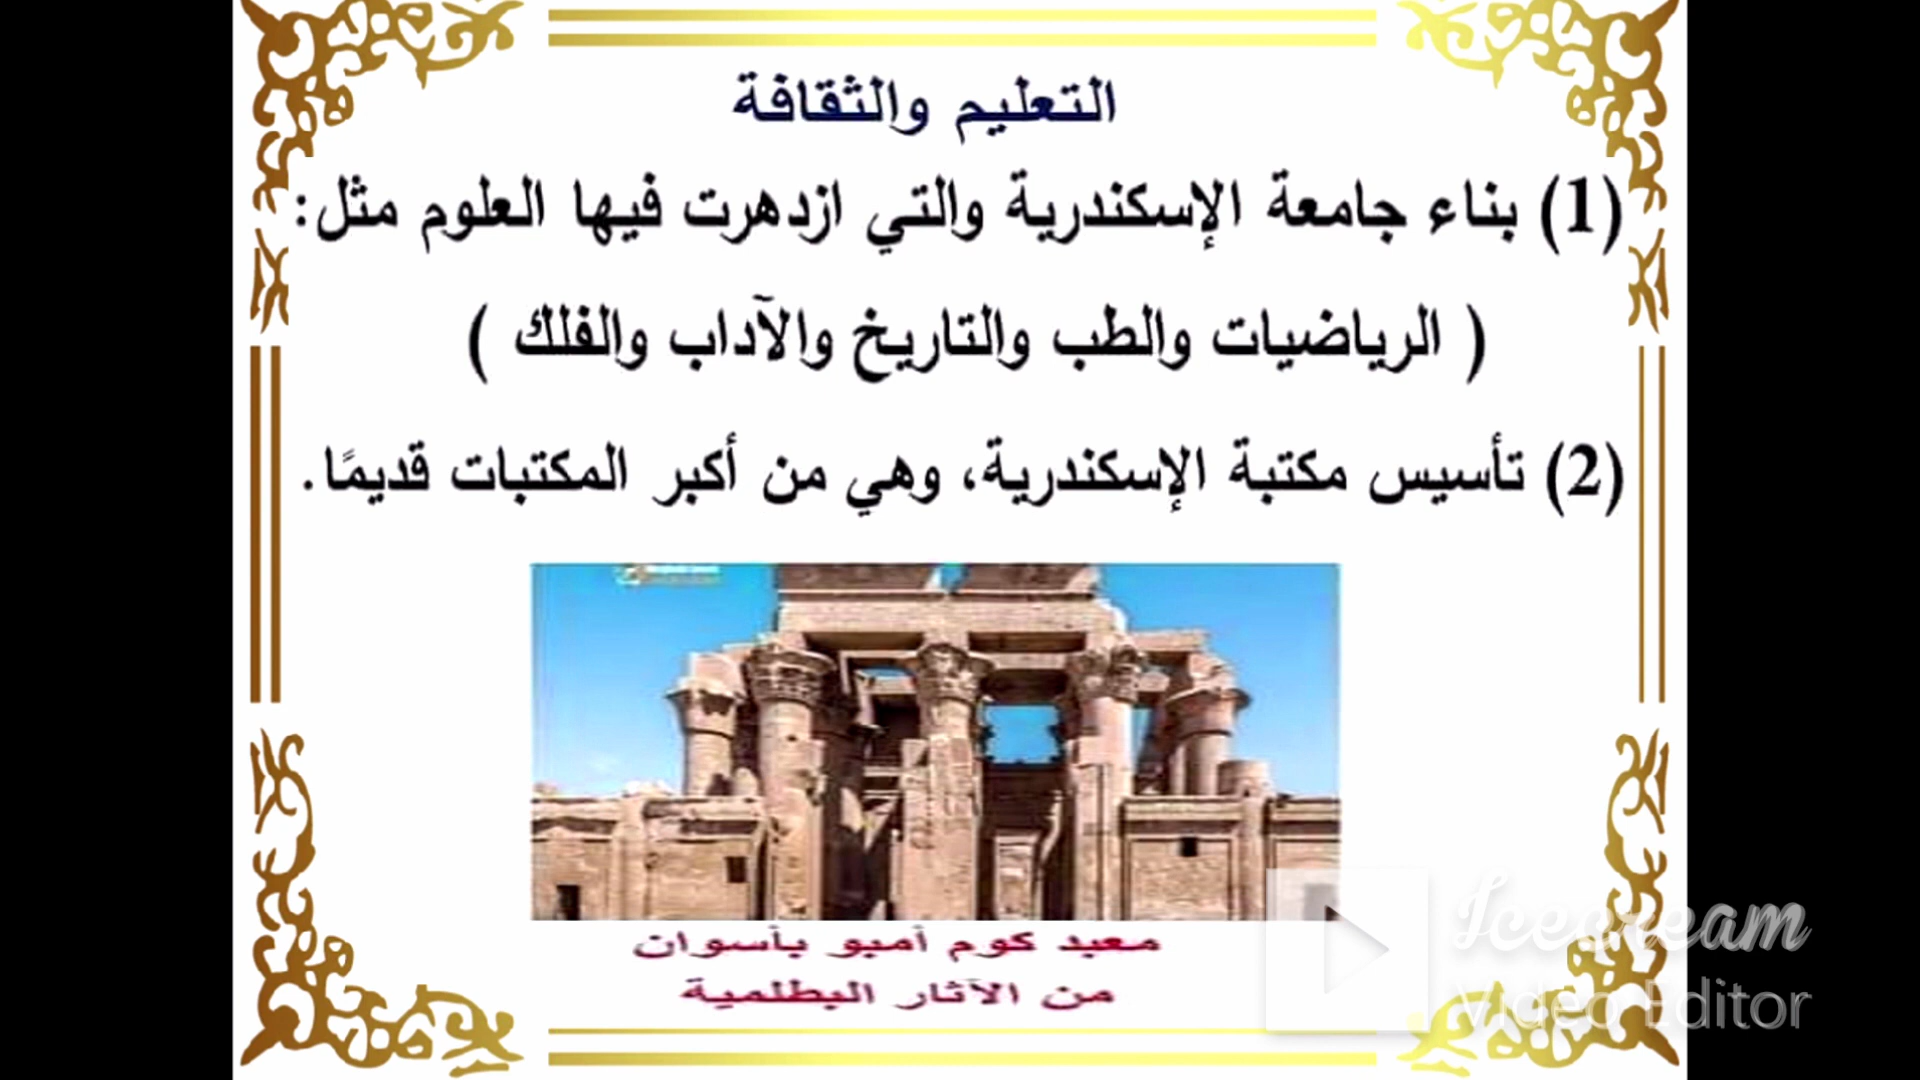 التعليم والثقافة
(1) بناء جامعة الإسكندرية والتي ازدهرت فيها العلوم مثل:
( الرياضيات والطب والتاريخ والآداب والفلك )
(2) تأسيس مكتبة الإسكندرية، وهي من أكبر المكتبات قديمًا.
معبد كوم أمبو بأسوان
من الآثار البطلمية
Icecream
Video Editor